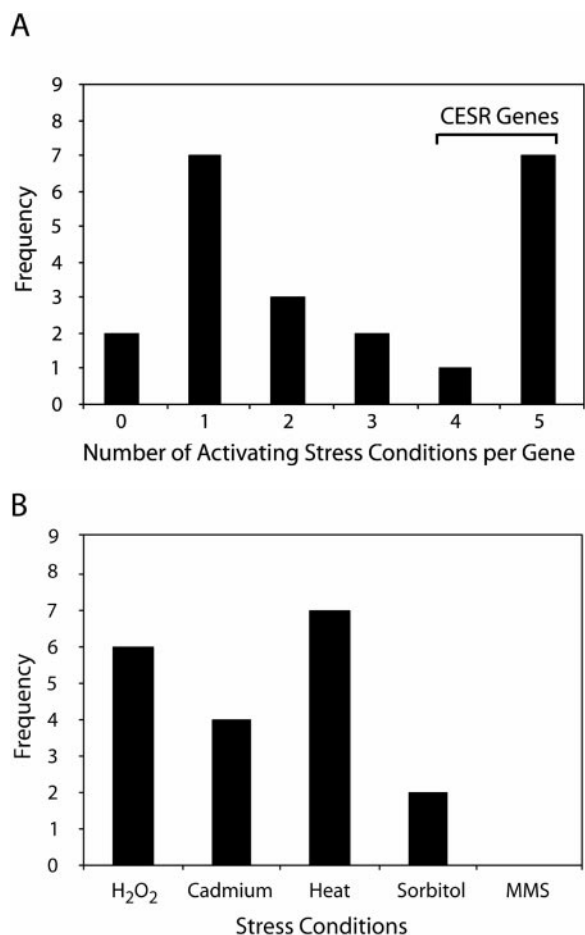 A
9
8
7
6
5
4
3
2
1
0
Frequency
CESR Genes
0 1 2 3 4 5
Number of Activating Stress Conditions per Gene
B
9
8
7
6
5
4
3
2
1
0
Frequency
H₂O₂ Cadmium Heat Sorbitol MMS
Stress Conditions